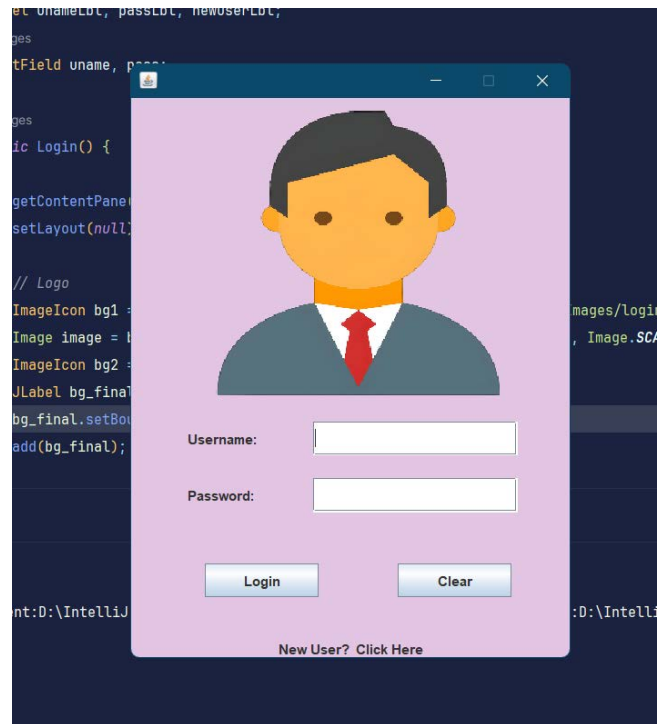 et unameLbl, passLbl, newUserLbl;
ges
tField uname,
ges
ic Login() {
getContentPane(
setLayout(null)
// Logo
ImageIcon bg1 = mages/login
Image image = , Image.SCA
ImageIcon bg2 =
JLabel bg_final
bg_final.setBou
add(bg_final);
Username:
Password:
Login Clear
nt:D:\IntelliJ :D:\Intelli
New User? Click Here